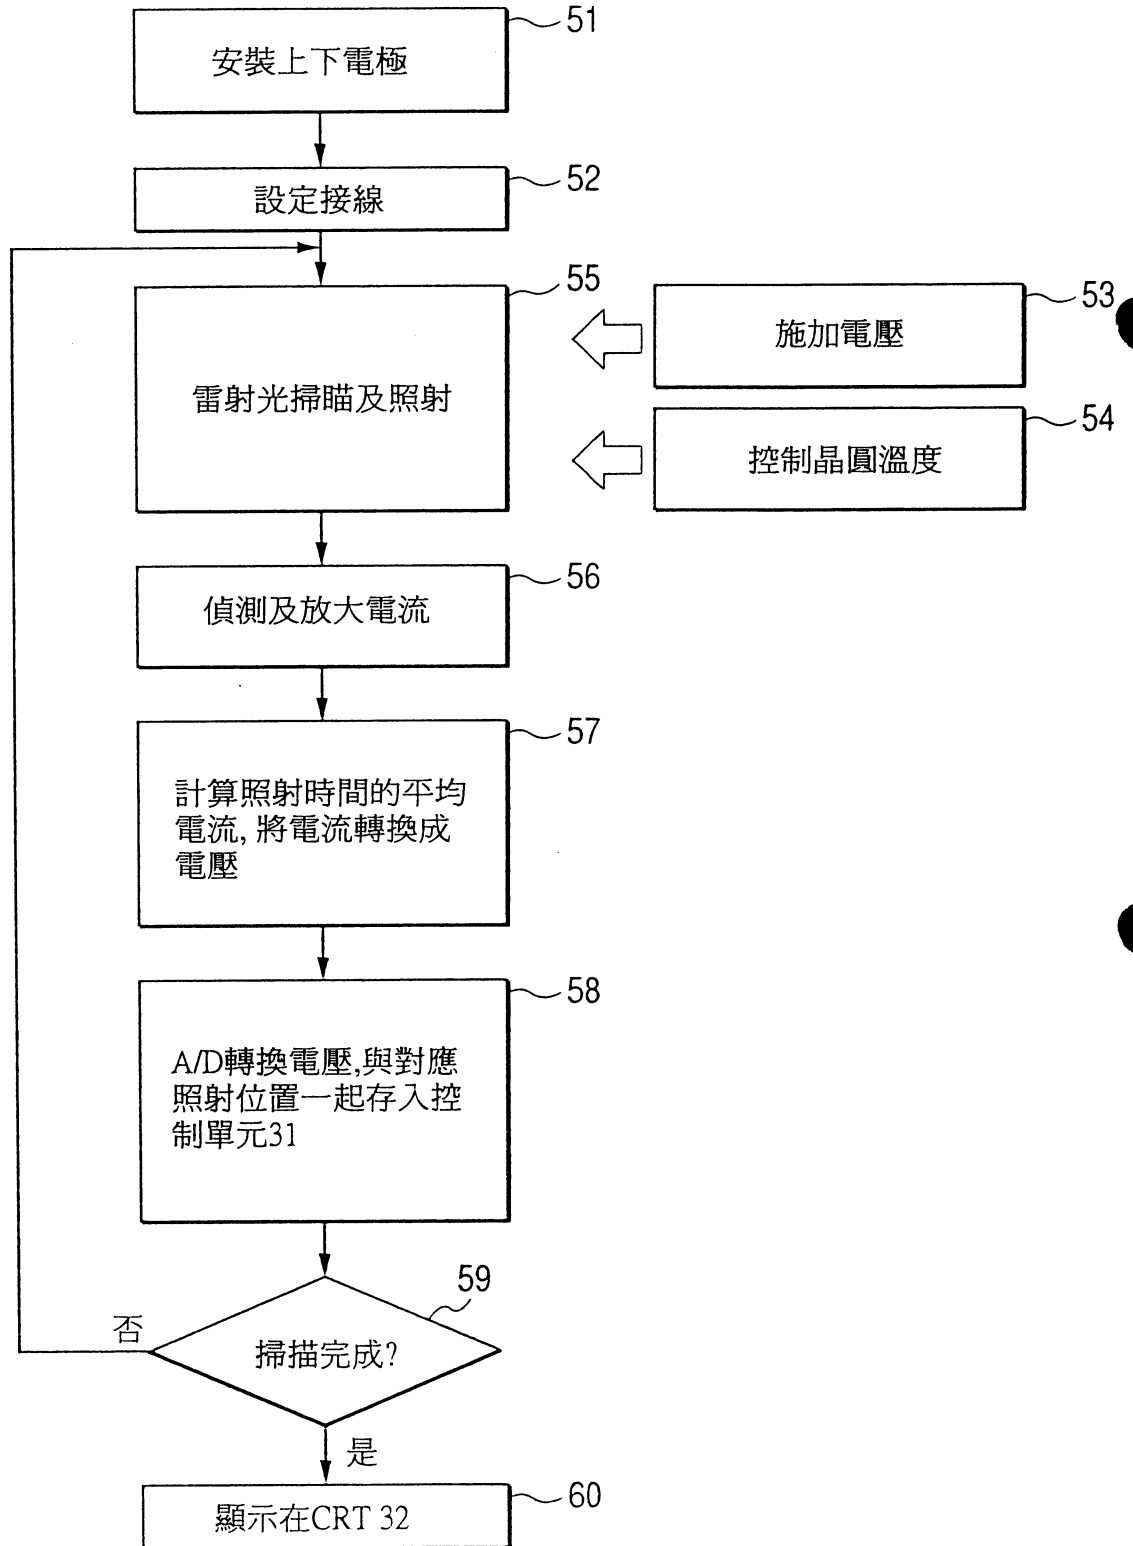 51
安裝上下電極
52
設定接線
55
雷射光掃瞄及照射
53
施加電壓
54
控制晶圓溫度
56
偵測及放大電流
57
計算照射時間的平均
電流, 將電流轉換成
電壓
58
A/D轉換電壓,與對應
照射位置一起存入控
制單元31
59
掃描完成?
否
是
60
顯示在CRT 32